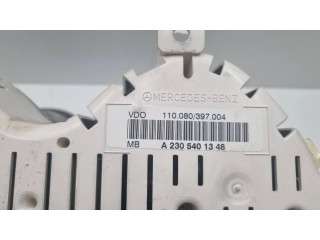 MERCEDES-BENZ
VDO 110.080/397.004
MB A 230 540 13 48